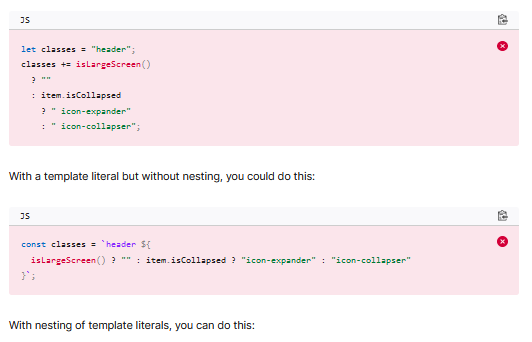 JS
let classes = "header";
classes += isLargeScreen()
  ? ""
  : item.isCollapsed
    ? " icon-expander"
    : " icon-collapser";
With a template literal but without nesting, you could do this:
JS
const classes = `header ${
  isLargeScreen() ? "" : item.isCollapsed ? "icon-expander" : "icon-collapser"
}`;
With nesting of template literals, you can do this: